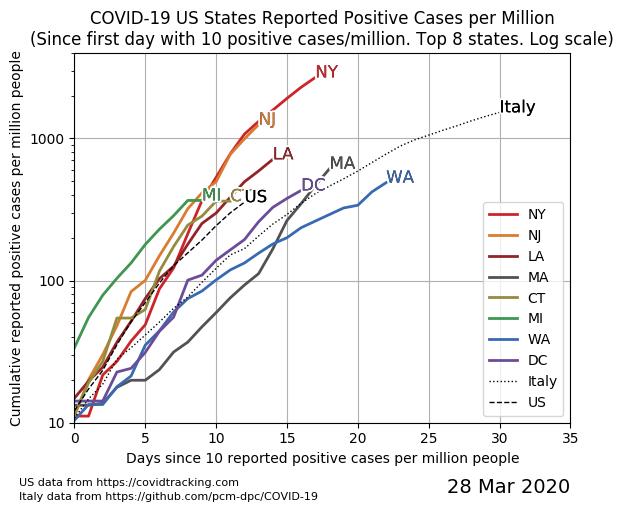 COVID-19 US States Reported Positive Cases per Million
(Since first day with 10 positive cases/million. Top 8 states. Log scale)
Cumulative reported positive cases per million people
1000
100
10
NY
NJ
LA
MA
MI
CT
US
DC
WA
Italy
NY
NJ
LA
MA
CT
MI
WA
DC
Italy
US
0 5 10 15 20 25 30 35
Days since 10 reported positive cases per million people
US data from https://covidtracking.com
Italy data from https://github.com/pcm-dpc/COVID-19
28 Mar 2020